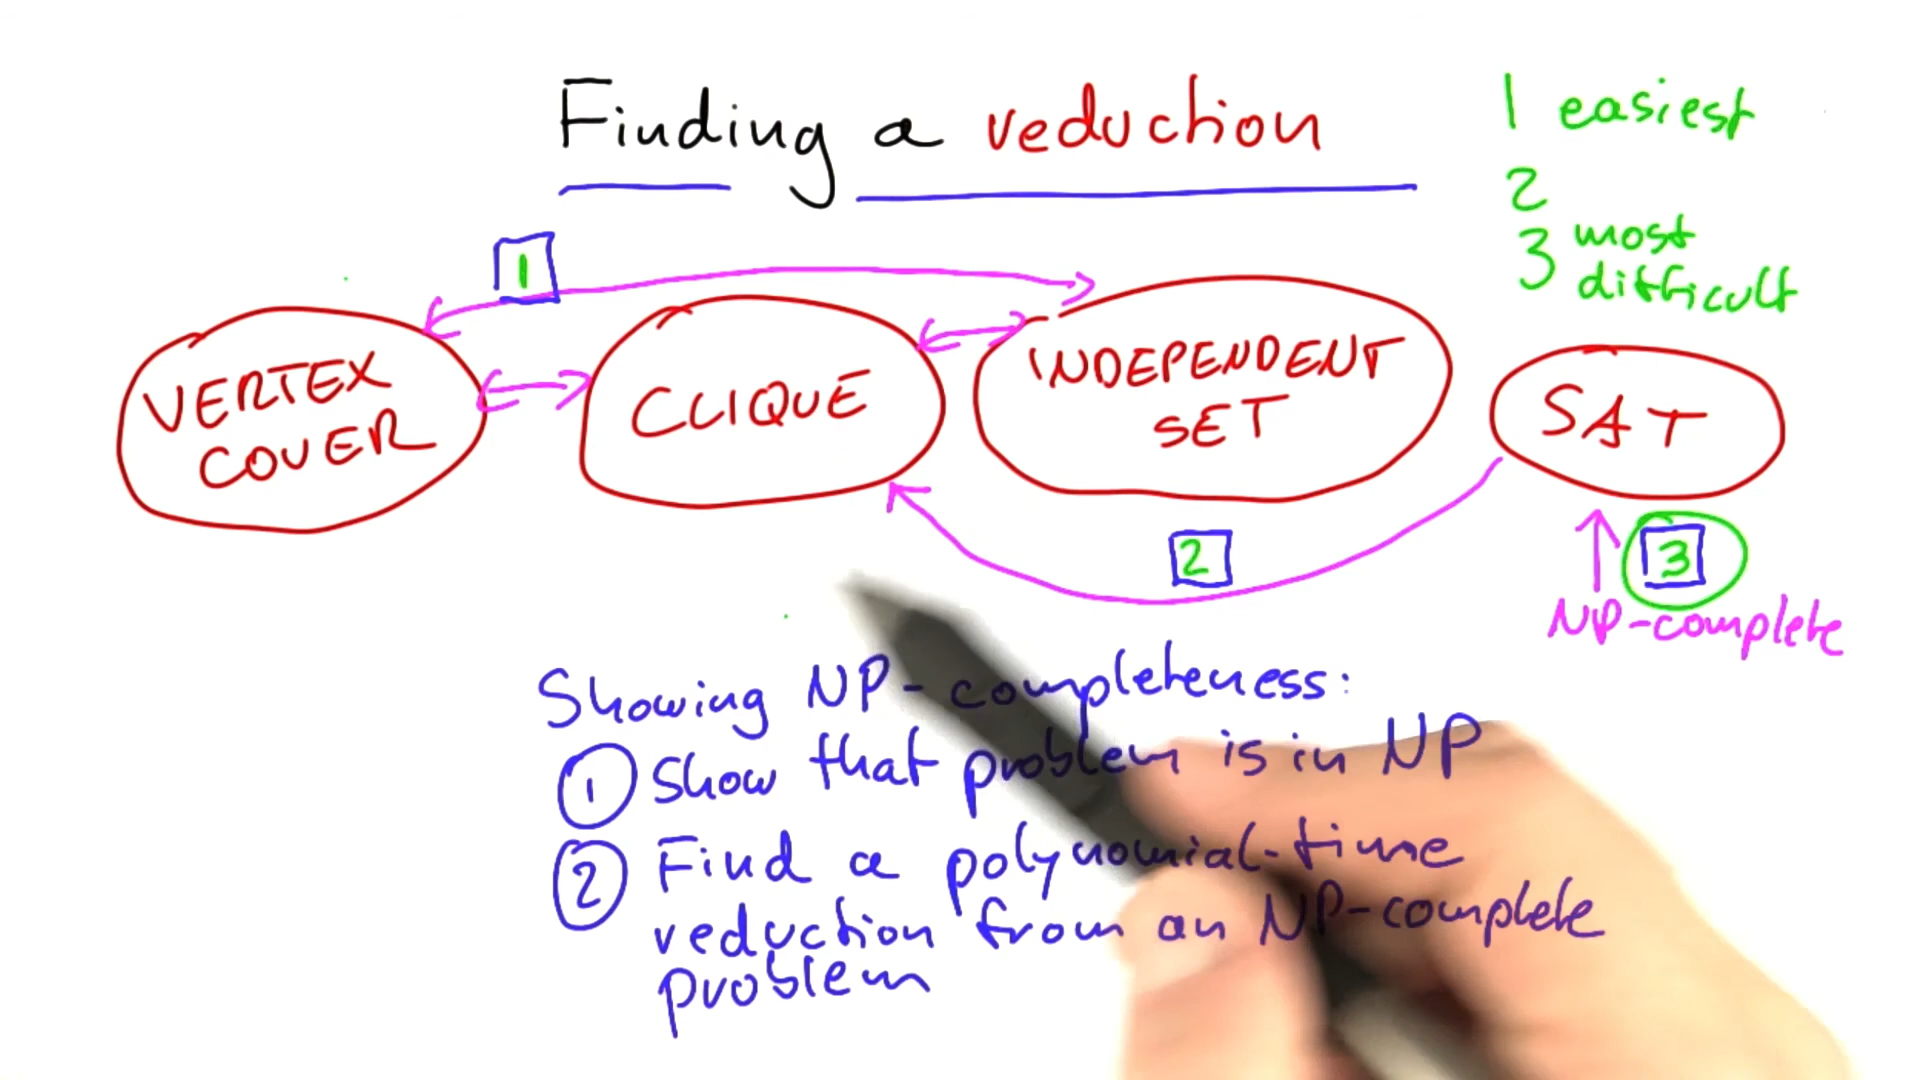 Finding a reduction
1 easiest
2
3 most
difficult
1
VERTEX
COVER
CLIQUE
INDEPENDENT
SET
SAT
2
3
NP-complete
Showing NP-completeness:
1 Show that problem is in NP
2 Find a polynomial-time
reduction from an NP-complete
problem